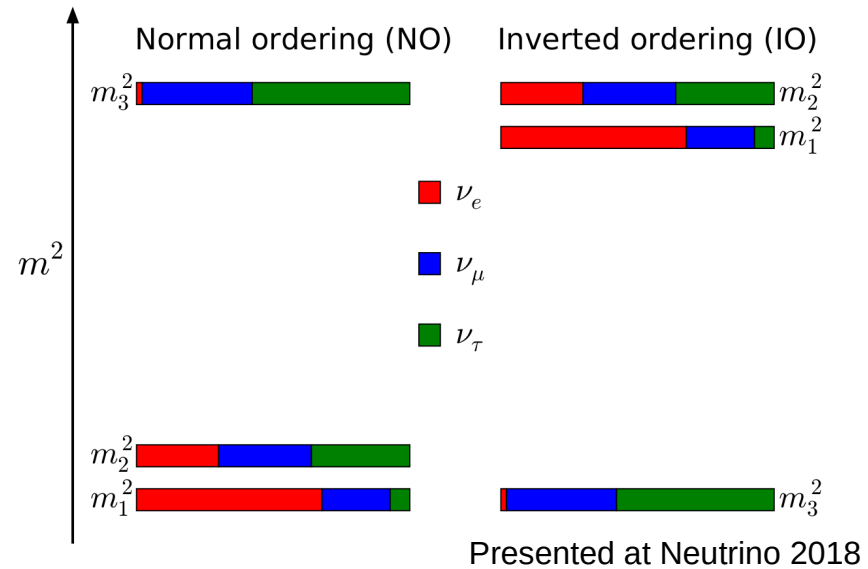 Normal ordering (NO)
Inverted ordering (IO)
m₃²
m₂²
m₁²
νₑ
m²
ν_μ
ν_τ
m₂²
m₁²
m₃²
Presented at Neutrino 2018